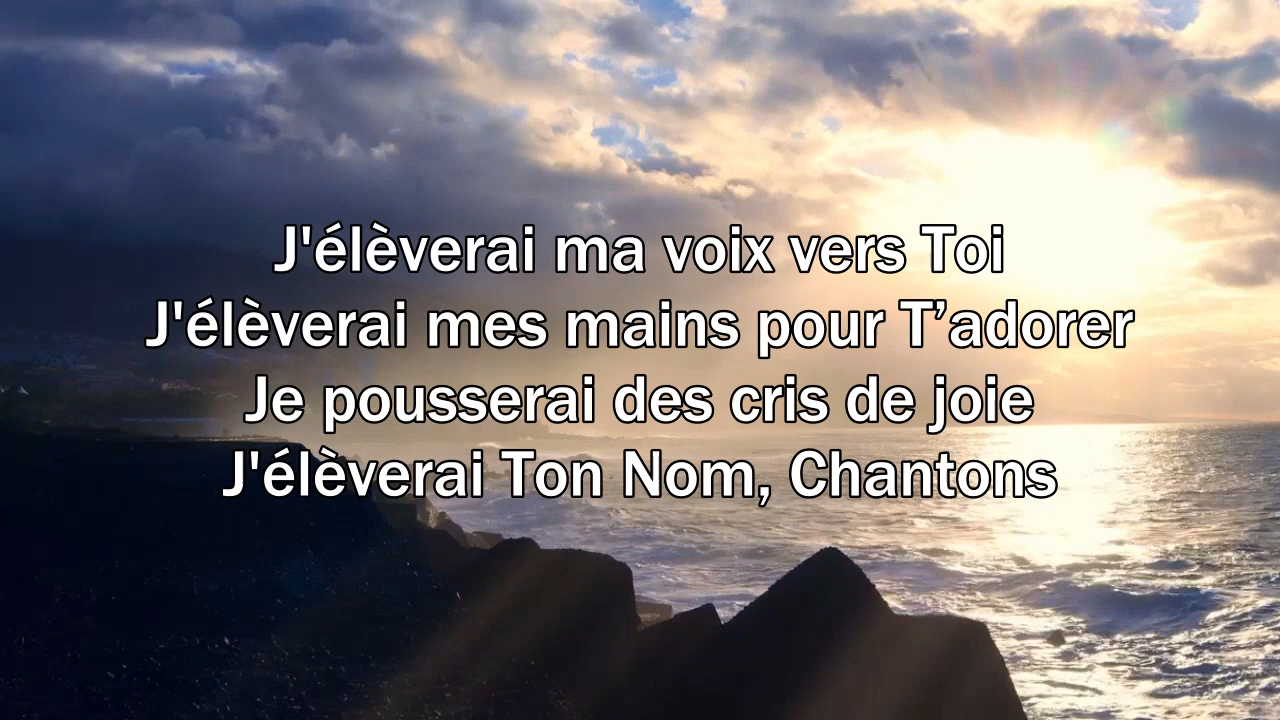 J'élèverai ma voix vers Toi
J'élèverai mes mains pour T’adorer
Je pousserai des cris de joie
J'élèverai Ton Nom, Chantons